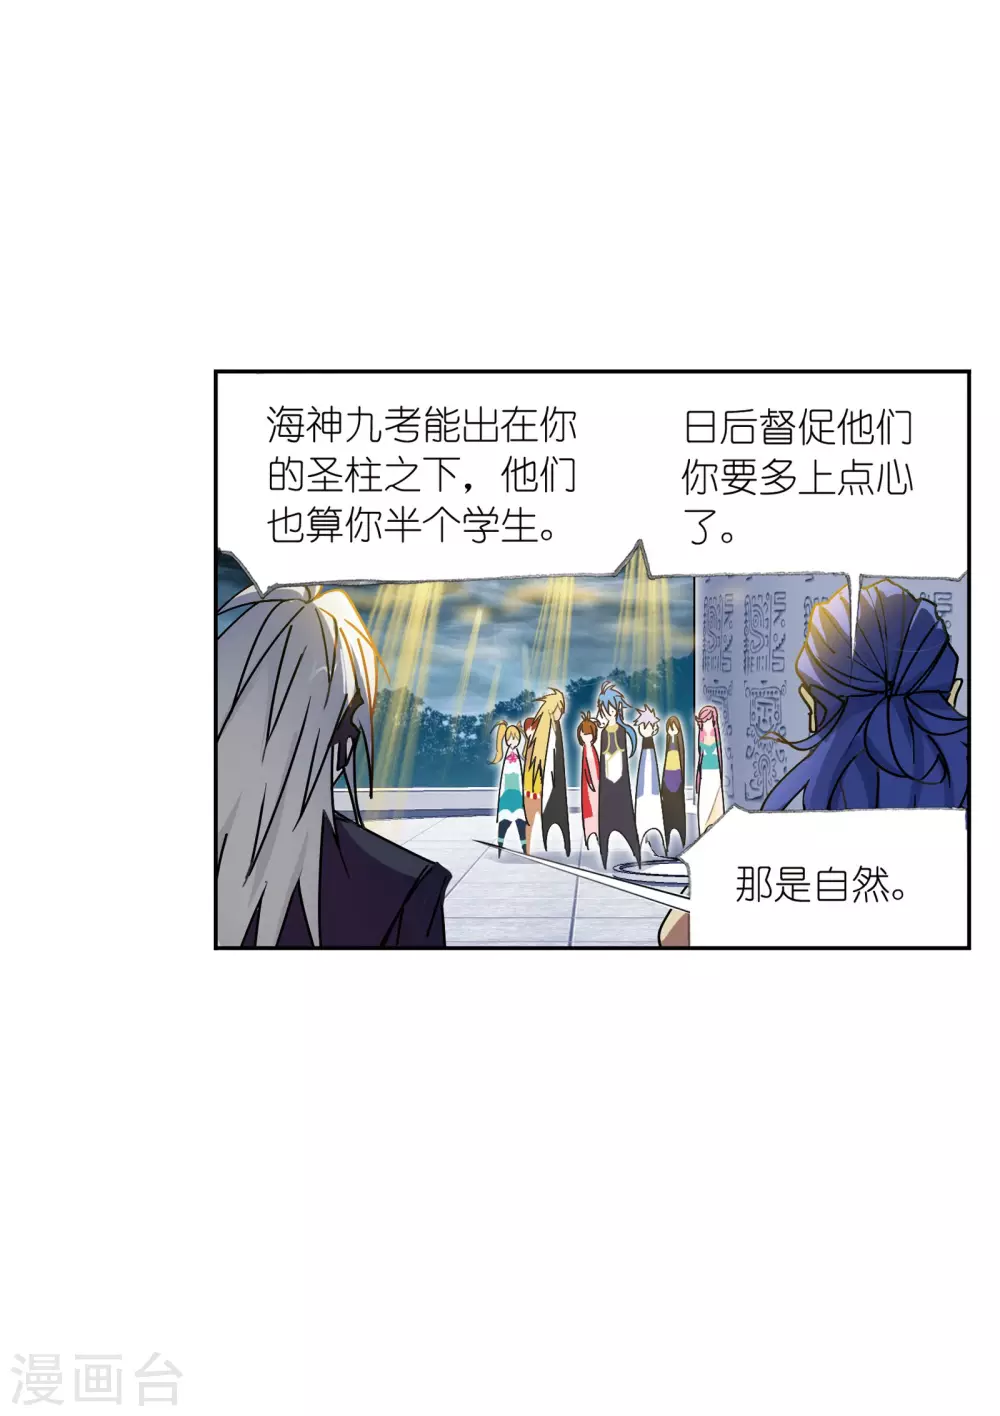 海神九考能出在你
的圣柱之下，他们
也算你半个学生。
日后督促他们
你要多上点心
了。
那是自然。
漫画台